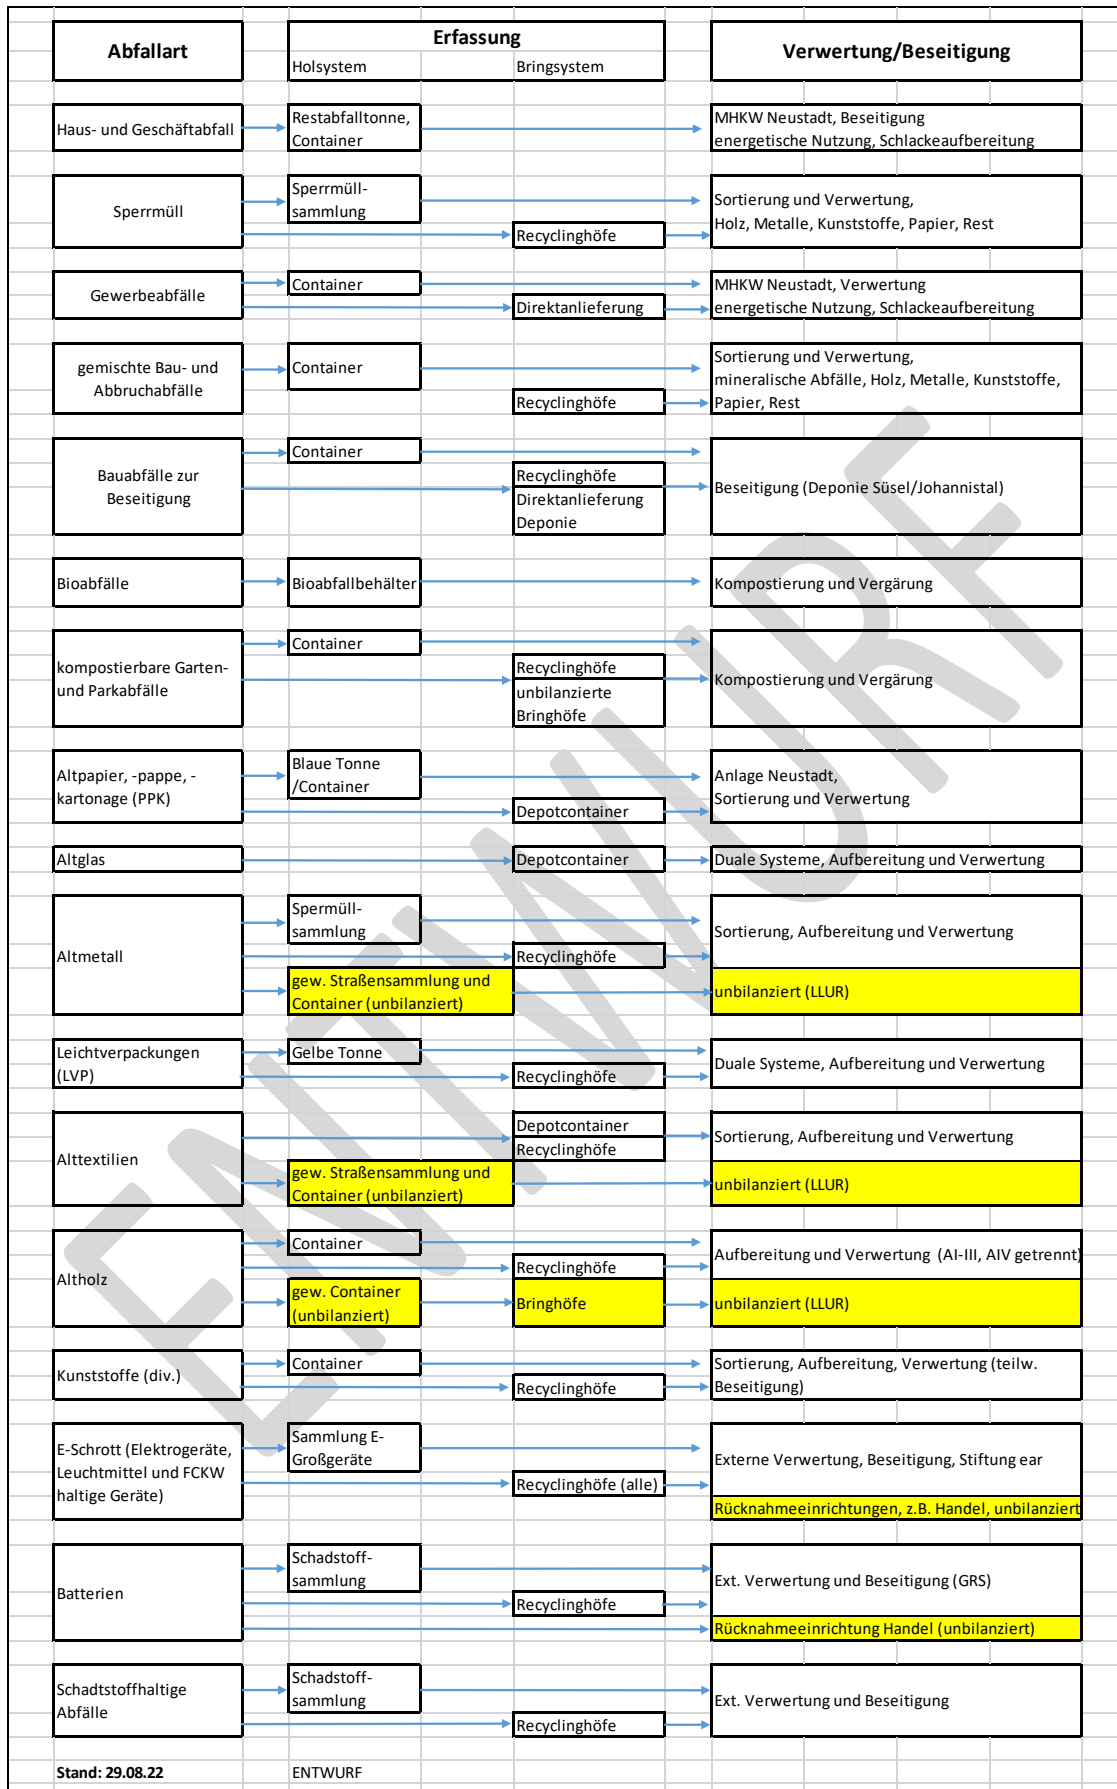 Abfallart
Erfassung
Holsystem
Bringsystem
Verwertung/Beseitigung
Haus- und Geschäftabfall
Restabfalltonne,
Container
MHKW Neustadt, Beseitigung
energetische Nutzung, Schlackeaufbereitung
Sperrmüll
Sperrmüll-
sammlung
Recyclinghöfe
Sortierung und Verwertung,
Holz, Metalle, Kunststoffe, Papier, Rest
Gewerbeabfälle
Container
Direktanlieferung
MHKW Neustadt, Verwertung
energetische Nutzung, Schlackeaufbereitung
gemischte Bau- und
Abbruchabfälle
Container
Recyclinghöfe
Sortierung und Verwertung,
mineralische Abfälle, Holz, Metalle, Kunststoffe,
Papier, Rest
Bauabfälle zur
Beseitigung
Container
Recyclinghöfe
Direktanlieferung
Deponie
Beseitigung (Deponie Süsel/Johannistal)
Bioabfälle
Bioabfallbehälter
Kompostierung und Vergärung
kompostierbare Garten-
und Parkabfälle
Container
Recyclinghöfe
unbilanzierte
Bringhöfe
Kompostierung und Vergärung
Altpapier, -pappe, -
kartonage (PPK)
Blaue Tonne
/Container
Depotcontainer
Anlage Neustadt,
Sortierung und Verwertung
Altglas
Depotcontainer
Duale Systeme, Aufbereitung und Verwertung
Altmetall
Spermüll-
sammlung
Recyclinghöfe
Sortierung, Aufbereitung und Verwertung
gew. Straßensammlung und
Container (unbilanziert)
unbilanziert (LLUR)
Leichtverpackungen
(LVP)
Gelbe Tonne
Recyclinghöfe
Duale Systeme, Aufbereitung und Verwertung
Alttextilien
Depotcontainer
Recyclinghöfe
Sortierung, Aufbereitung und Verwertung
gew. Straßensammlung und
Container (unbilanziert)
unbilanziert (LLUR)
Altholz
Container
Recyclinghöfe
Aufbereitung und Verwertung (AI-III, AIV getrennt)
gew. Container
(unbilanziert)
Bringhöfe
unbilanziert (LLUR)
Kunststoffe (div.)
Container
Recyclinghöfe
Sortierung, Aufbereitung, Verwertung (teilw.
Beseitigung)
E-Schrott (Elektrogeräte,
Leuchtmittel und FCKW
haltige Geräte)
Sammlung E-
Großgeräte
Recyclinghöfe (alle)
Externe Verwertung, Beseitigung, Stiftung ear
Rücknahmeeinrichtungen, z.B. Handel, unbilanziert
Batterien
Schadstoff-
sammlung
Recyclinghöfe
Ext. Verwertung und Beseitigung (GRS)
Rücknahmeeinrichtung Handel (unbilanziert)
Schadtstoffhaltige
Abfälle
Schadstoff-
sammlung
Recyclinghöfe
Ext. Verwertung und Beseitigung
Stand: 29.08.22
ENTWURF
ENTWURF